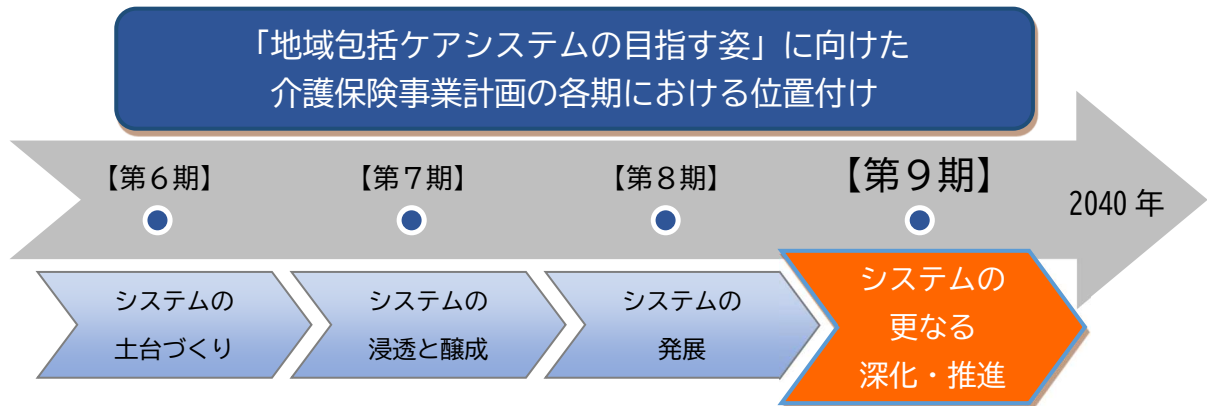 「地域包括ケアシステムの目指す姿」に向けた
介護保険事業計画の各期における位置付け
【第６期】
【第７期】
【第８期】
【第９期】
2040 年
システムの
土台づくり
システムの
浸透と醸成
システムの
発展
システムの
更なる
深化・推進